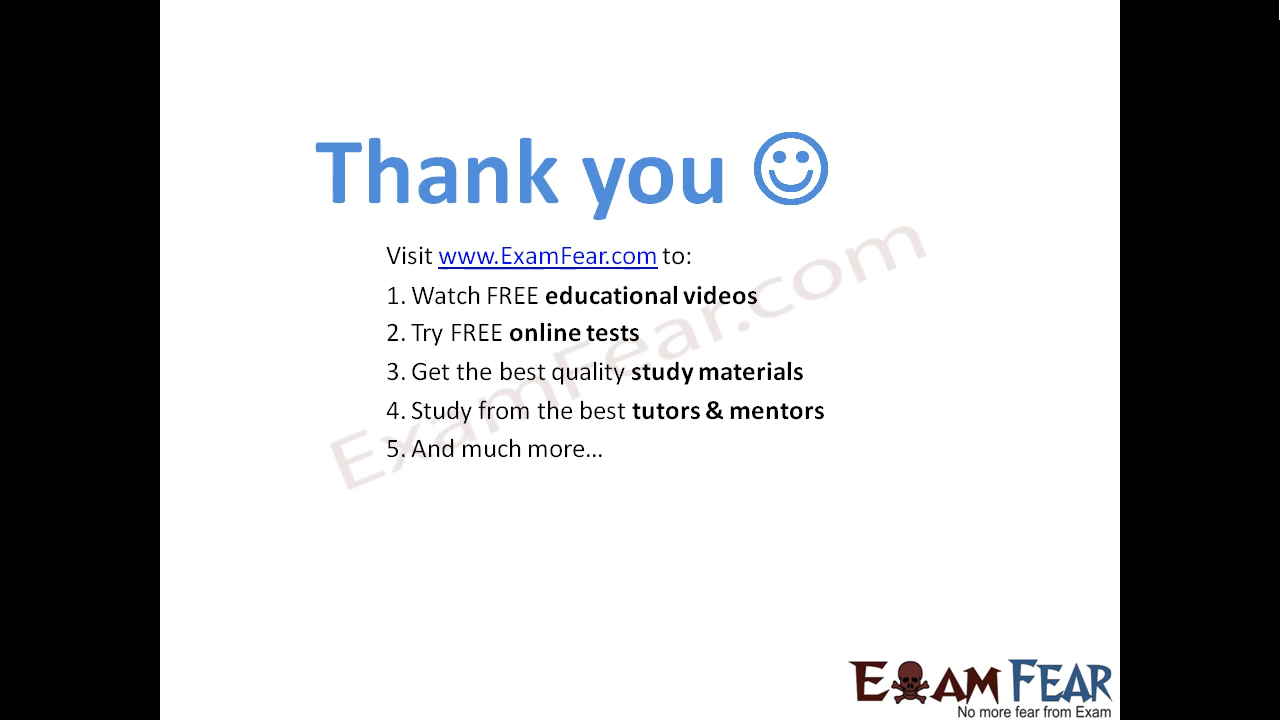 Thank you ☺
Visit www.ExamFear.com to:
1. Watch FREE educational videos
2. Try FREE online tests
3. Get the best quality study materials
4. Study from the best tutors & mentors
5. And much more...
ExamFear.com
EXAM FEAR
No more fear from Exam